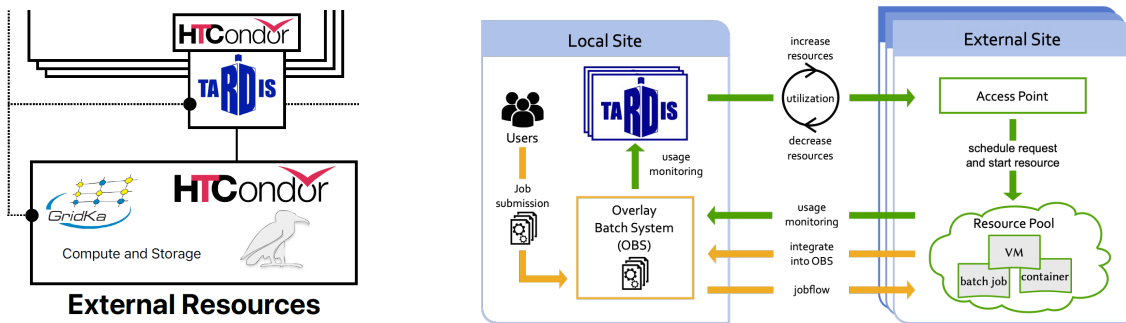 HTCondor
TARDIS
HTCondor
GridKa
Compute and Storage
External Resources
Local Site
Users
Job
submission
TARDIS
usage
monitoring
Overlay
Batch System
(OBS)
increase
resources
utilization
decrease
resources
usage
monitoring
integrate
into OBS
jobflow
External Site
Access Point
schedule request
and start resource
Resource Pool
VM
batch job
container